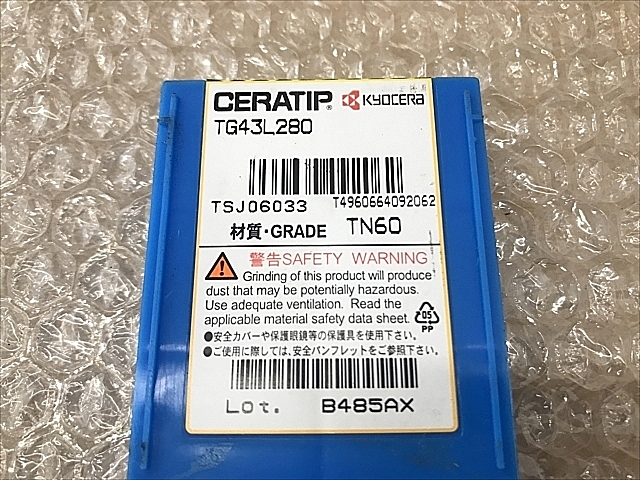 CERATIP® KYOCERA
TG43L280
TSJ06033 T4960664092062
材質・GRADE TN60
警告SAFETY WARNING
Grinding of this product will produce
dust that may be potentially hazardous.
Use adequate ventilation. Read the
applicable material safety data sheet.
05
PP
●安全カバーや保護眼鏡等の保護具を使用下さい。
●ご使用に際しては、安全パンフレットをご参照下さい。
Lot. B485AX